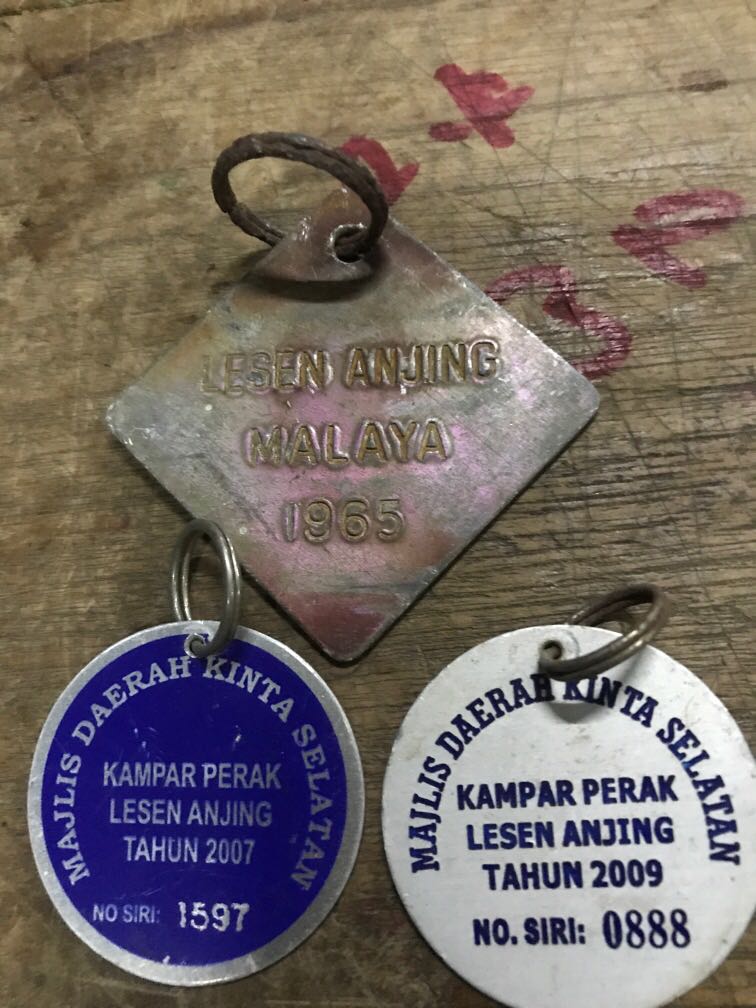 LESEN ANJING
MALAYA
1965
MAJLIS DAERAH KINTA SELATAN
KAMPAR PERAK
LESEN ANJING
TAHUN 2007
NO SIRI: 1597
MAJLIS DAERAH KINTA SELATAN
KAMPAR PERAK
LESEN ANJING
TAHUN 2009
NO. SIRI: 0888